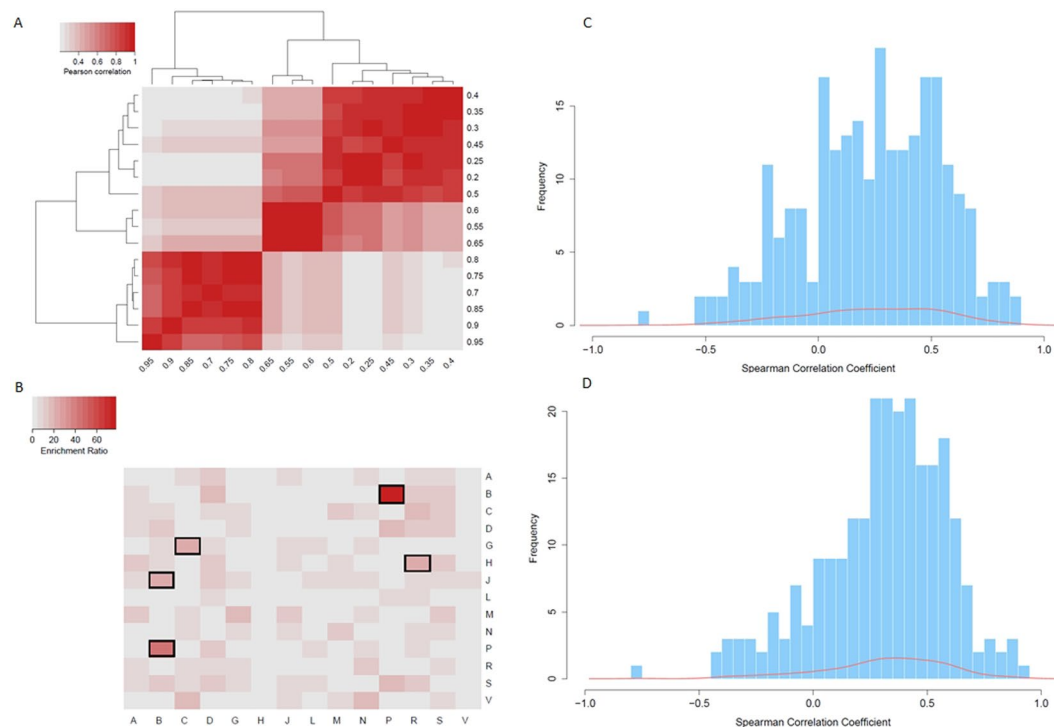 A
0.4 0.6 0.8 1
Pearson correlation
0.4
0.35
0.3
0.45
0.25
0.2
0.5
0.6
0.55
0.65
0.8
0.75
0.7
0.85
0.9
0.95
0.95 0.9 0.85 0.7 0.75 0.8 0.65 0.55 0.6 0.5 0.2 0.25 0.45 0.3 0.35 0.4
B
0 20 40 60
Enrichment Ratio
A
B
C
D
G
H
J
L
M
N
P
R
S
V
A B C D G H J L M N P R S V
C
Frequency
15
10
5
0
-1.0 -0.5 0.0 0.5 1.0
Spearman Correlation Coefficient
D
Frequency
20
15
10
5
0
-1.0 -0.5 0.0 0.5 1.0
Spearman Correlation Coefficient